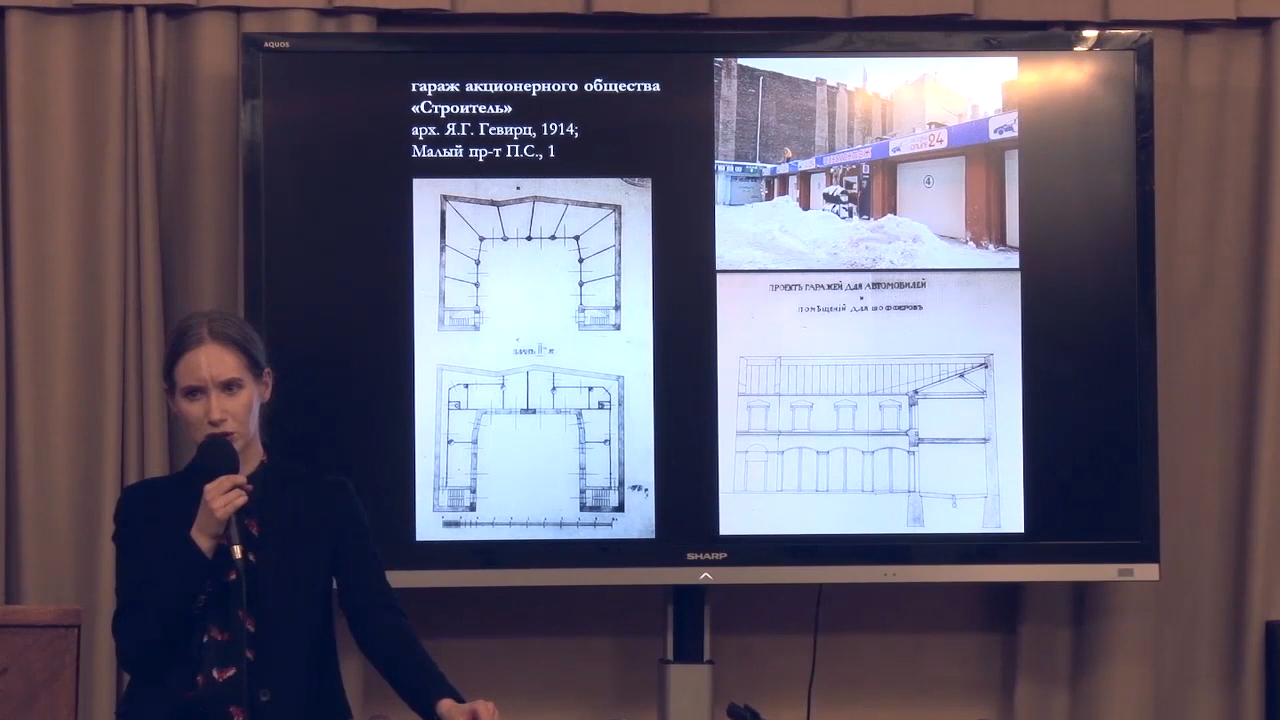 AQUOS
гараж акционерного общества
«Строитель»
арх. Я.Г. Гевирц, 1914;
Малый пр-т П.С., 1
24
4
ПРОЕКТЪ ГАРАЖЕЙ ДЛЯ АВТОМОБИЛЕЙ
И
ПОМѢЩЕНІЙ ДЛЯ ШОФФЕРОВЪ
SHARP